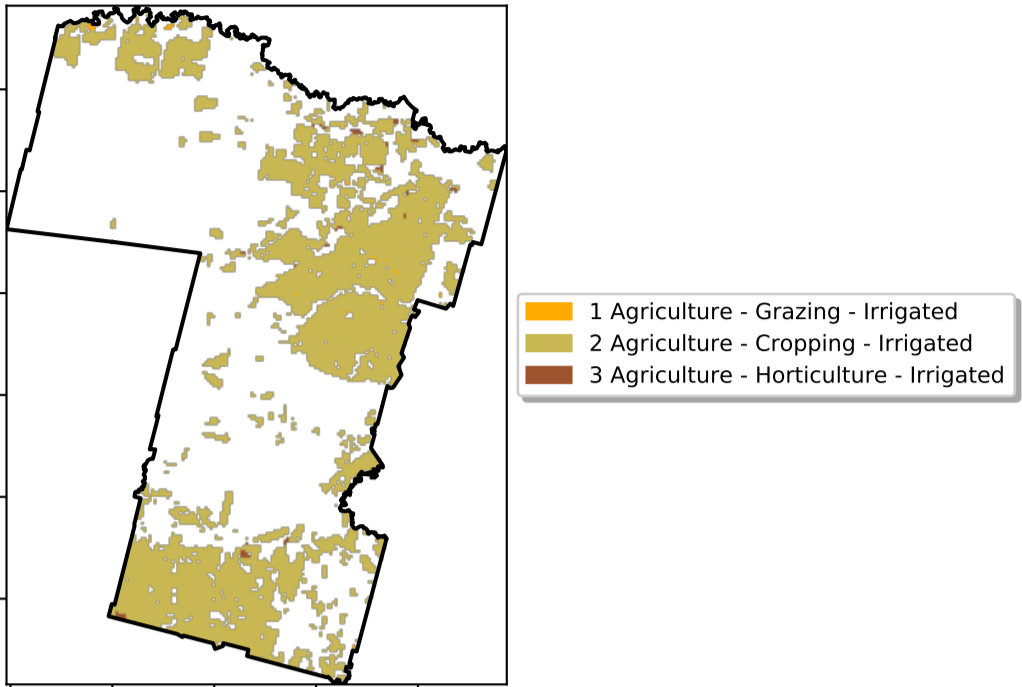 1 Agriculture - Grazing - Irrigated
2 Agriculture - Cropping - Irrigated
3 Agriculture - Horticulture - Irrigated